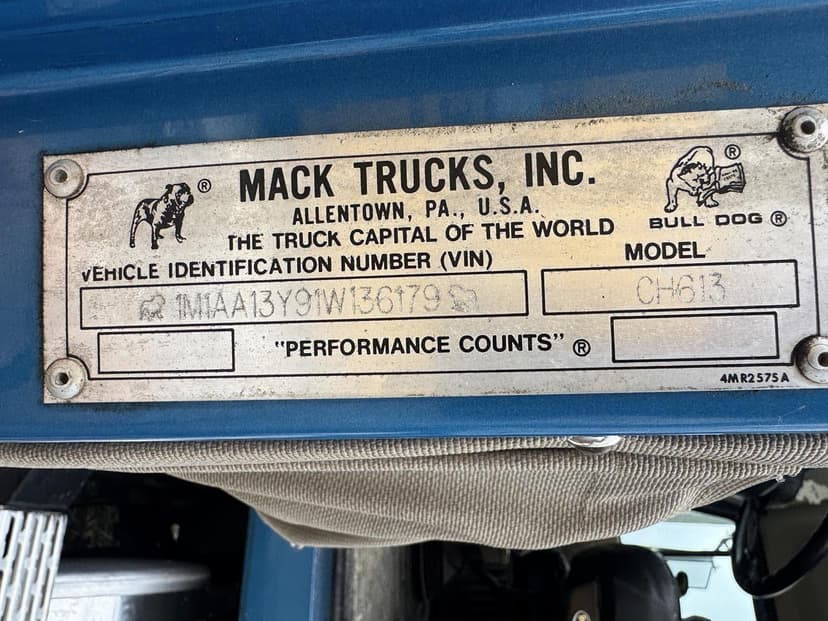 MACK TRUCKS, INC.
ALLENTOWN, PA., U.S.A.
THE TRUCK CAPITAL OF THE WORLD
BULL DOG ®
VEHICLE IDENTIFICATION NUMBER (VIN)
MODEL
1M1AA13Y91W136179
CH613
"PERFORMANCE COUNTS" ®
4MR2575A